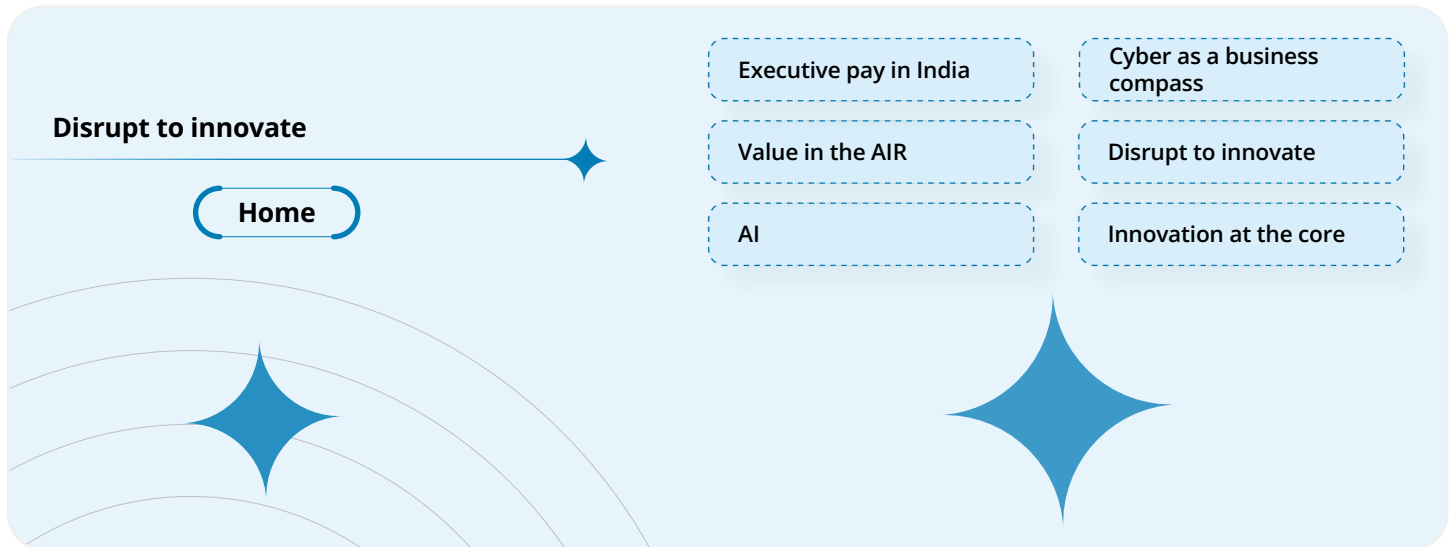 Disrupt to innovate
Home
Executive pay in India
Cyber as a business
compass
Value in the AIR
Disrupt to innovate
AI
Innovation at the core